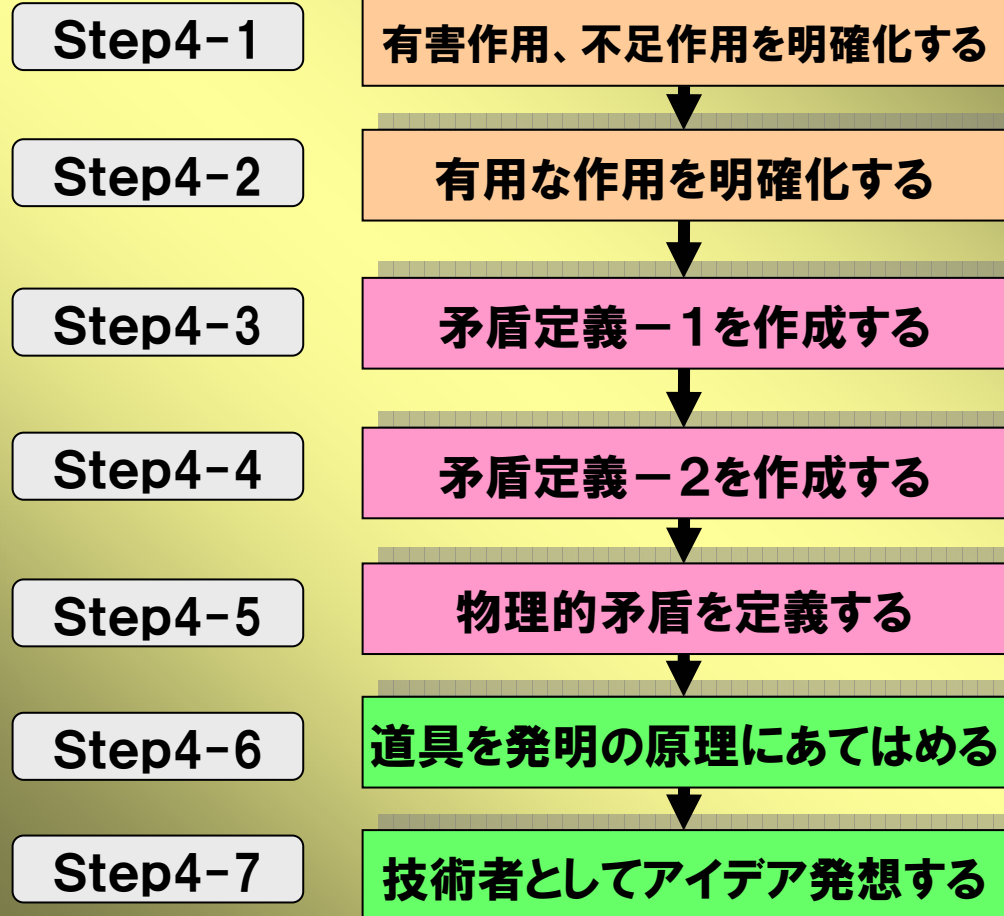 Step4-1
有害作用、不足作用を明確化する
Step4-2
有用な作用を明確化する
Step4-3
矛盾定義－1を作成する
Step4-4
矛盾定義－2を作成する
Step4-5
物理的矛盾を定義する
Step4-6
道具を発明の原理にあてはめる
Step4-7
技術者としてアイデア発想する